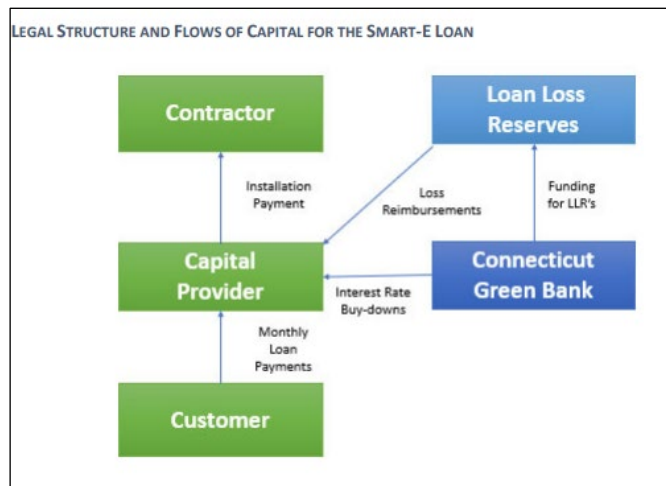 LEGAL STRUCTURE AND FLOWS OF CAPITAL FOR THE SMART-E LOAN
Contractor
Loan Loss
Reserves
Installation
Payment
Loss
Reimbursements
Funding
for LLR's
Capital
Provider
Connecticut
Green Bank
Interest Rate
Buy-downs
Monthly
Loan
Payments
Customer